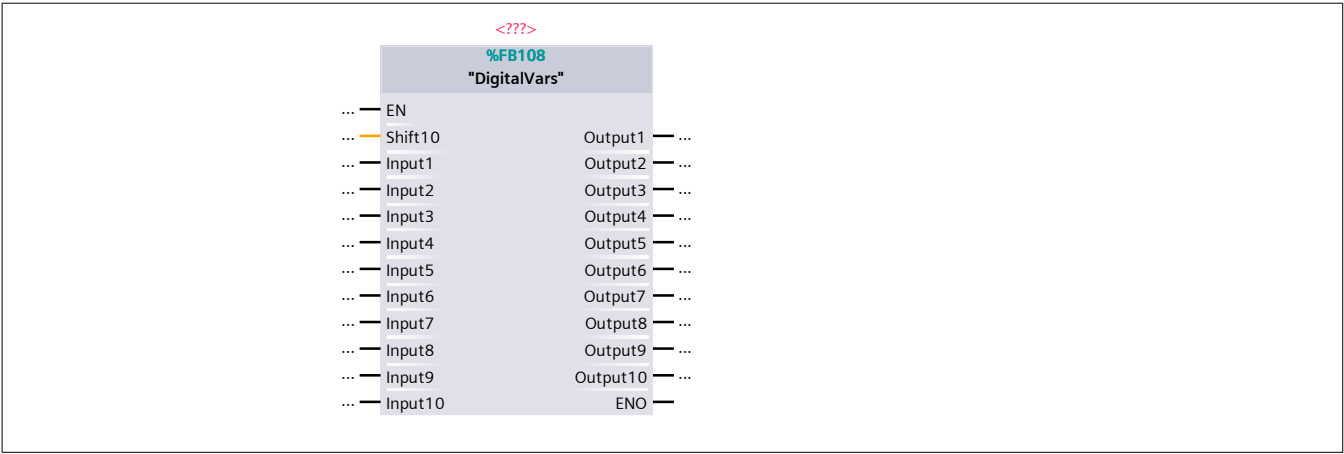 <???>
%FB108
"DigitalVars"
... EN
... Shift10 Output1 ...
... Input1 Output2 ...
... Input2 Output3 ...
... Input3 Output4 ...
... Input4 Output5 ...
... Input5 Output6 ...
... Input6 Output7 ...
... Input7 Output8 ...
... Input8 Output9 ...
... Input9 Output10 ...
... Input10 ENO